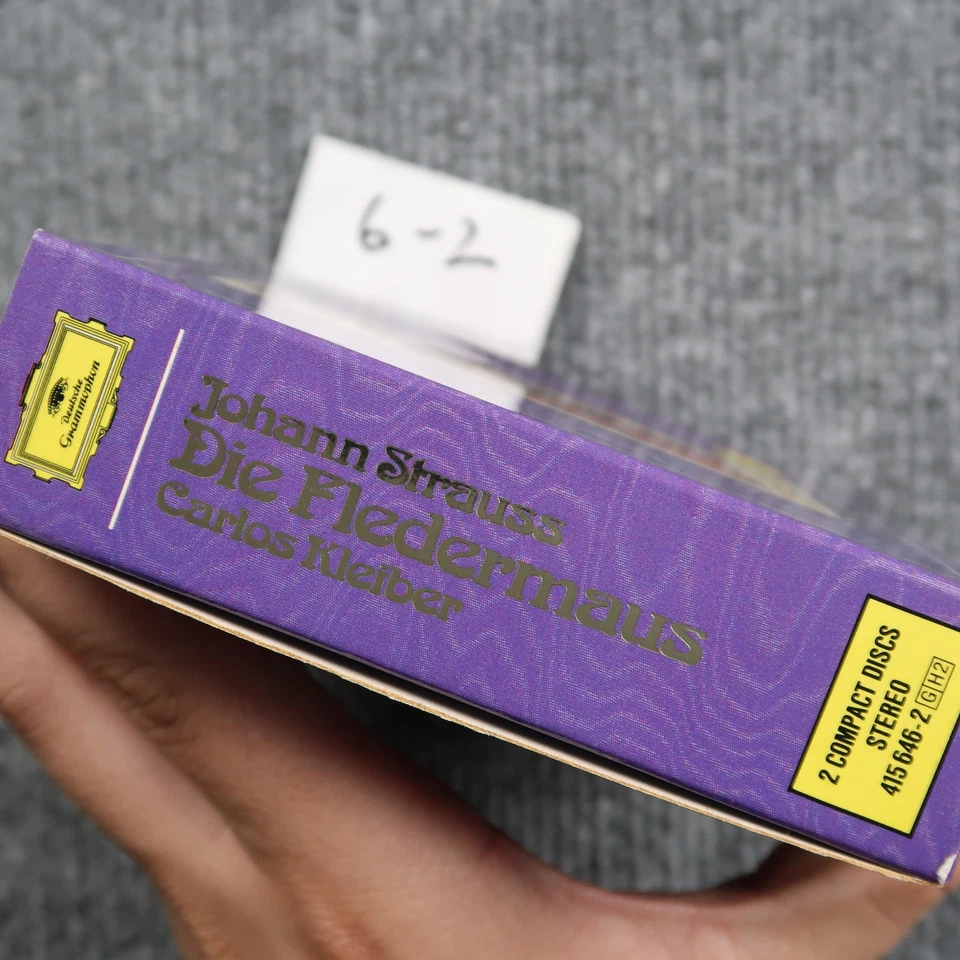 6-2
Deutsche
Grammophon
Johann Strauss
Die Fledermaus
Carlos Kleiber
2 COMPACT DISCS
STEREO
415 646-2 GH2